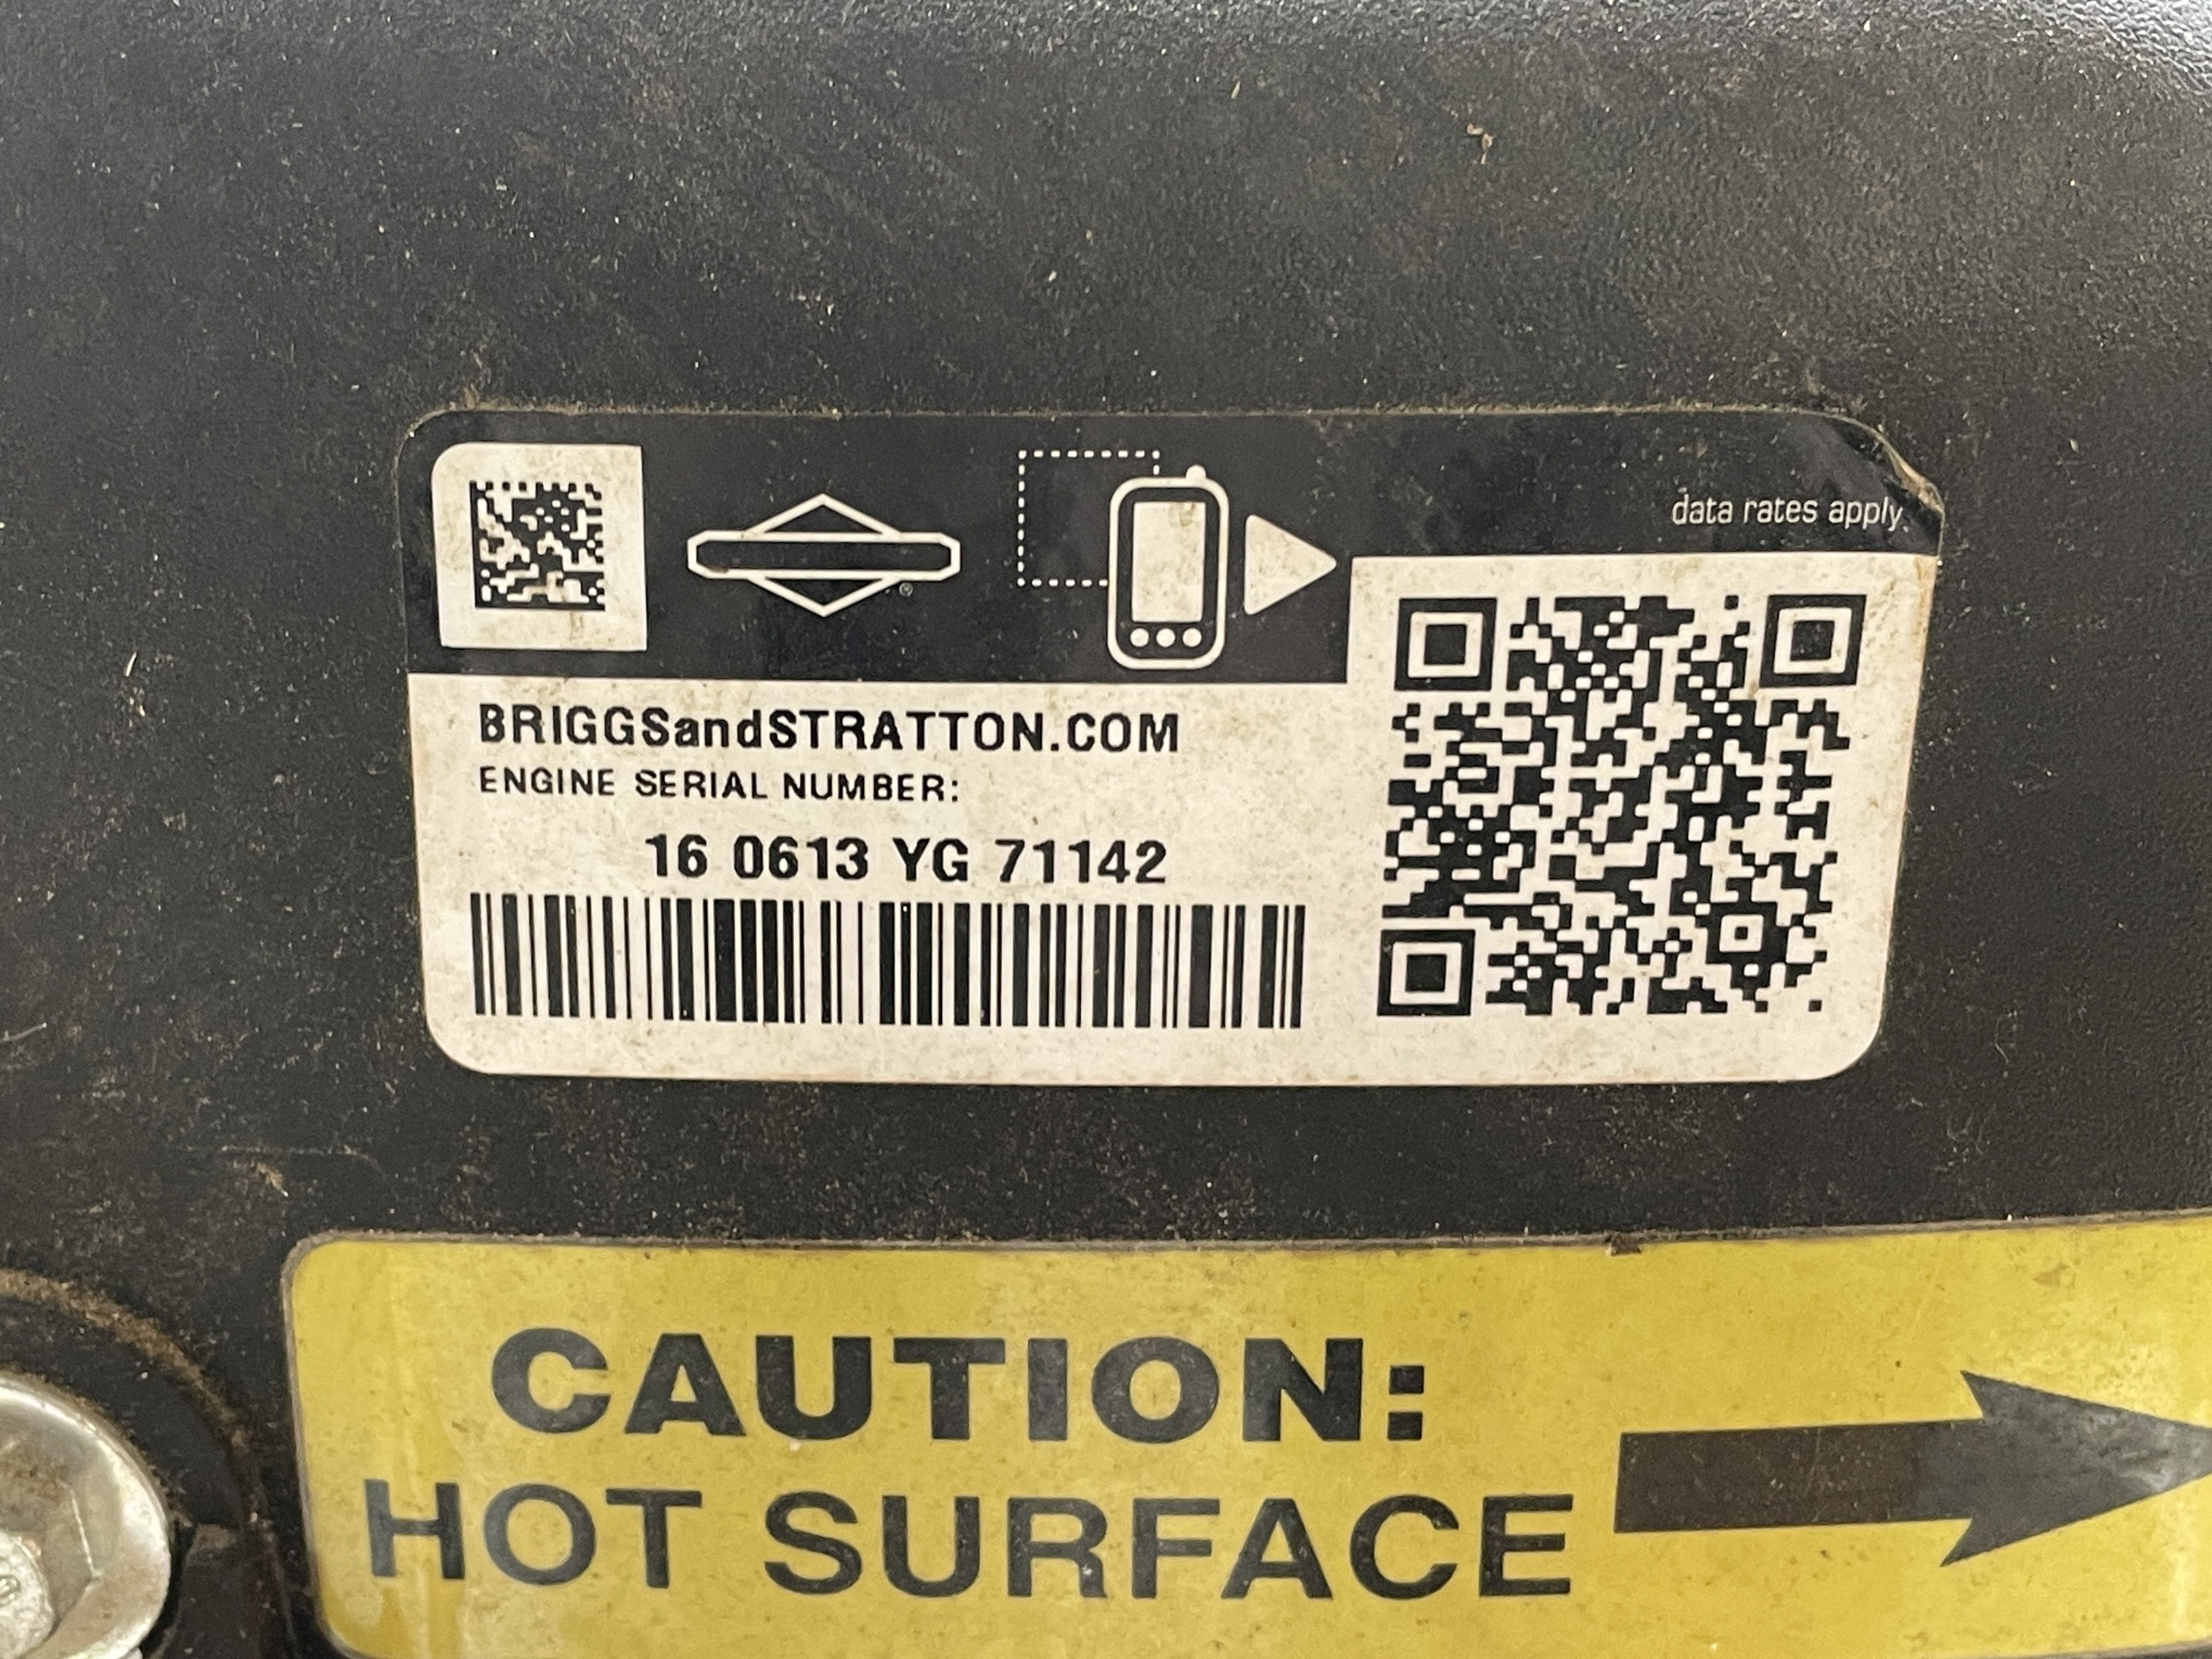 data rates apply
BRIGGSandSTRATTON.COM
ENGINE SERIAL NUMBER:
16 0613 YG 71142
CAUTION:
HOT SURFACE